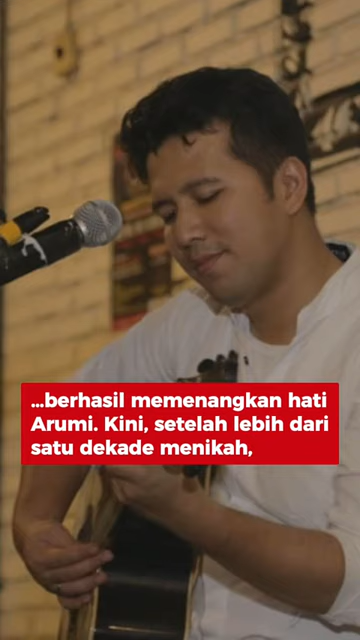 ...berhasil memenangkan hati
Arumi. Kini, setelah lebih dari
satu dekade menikah,